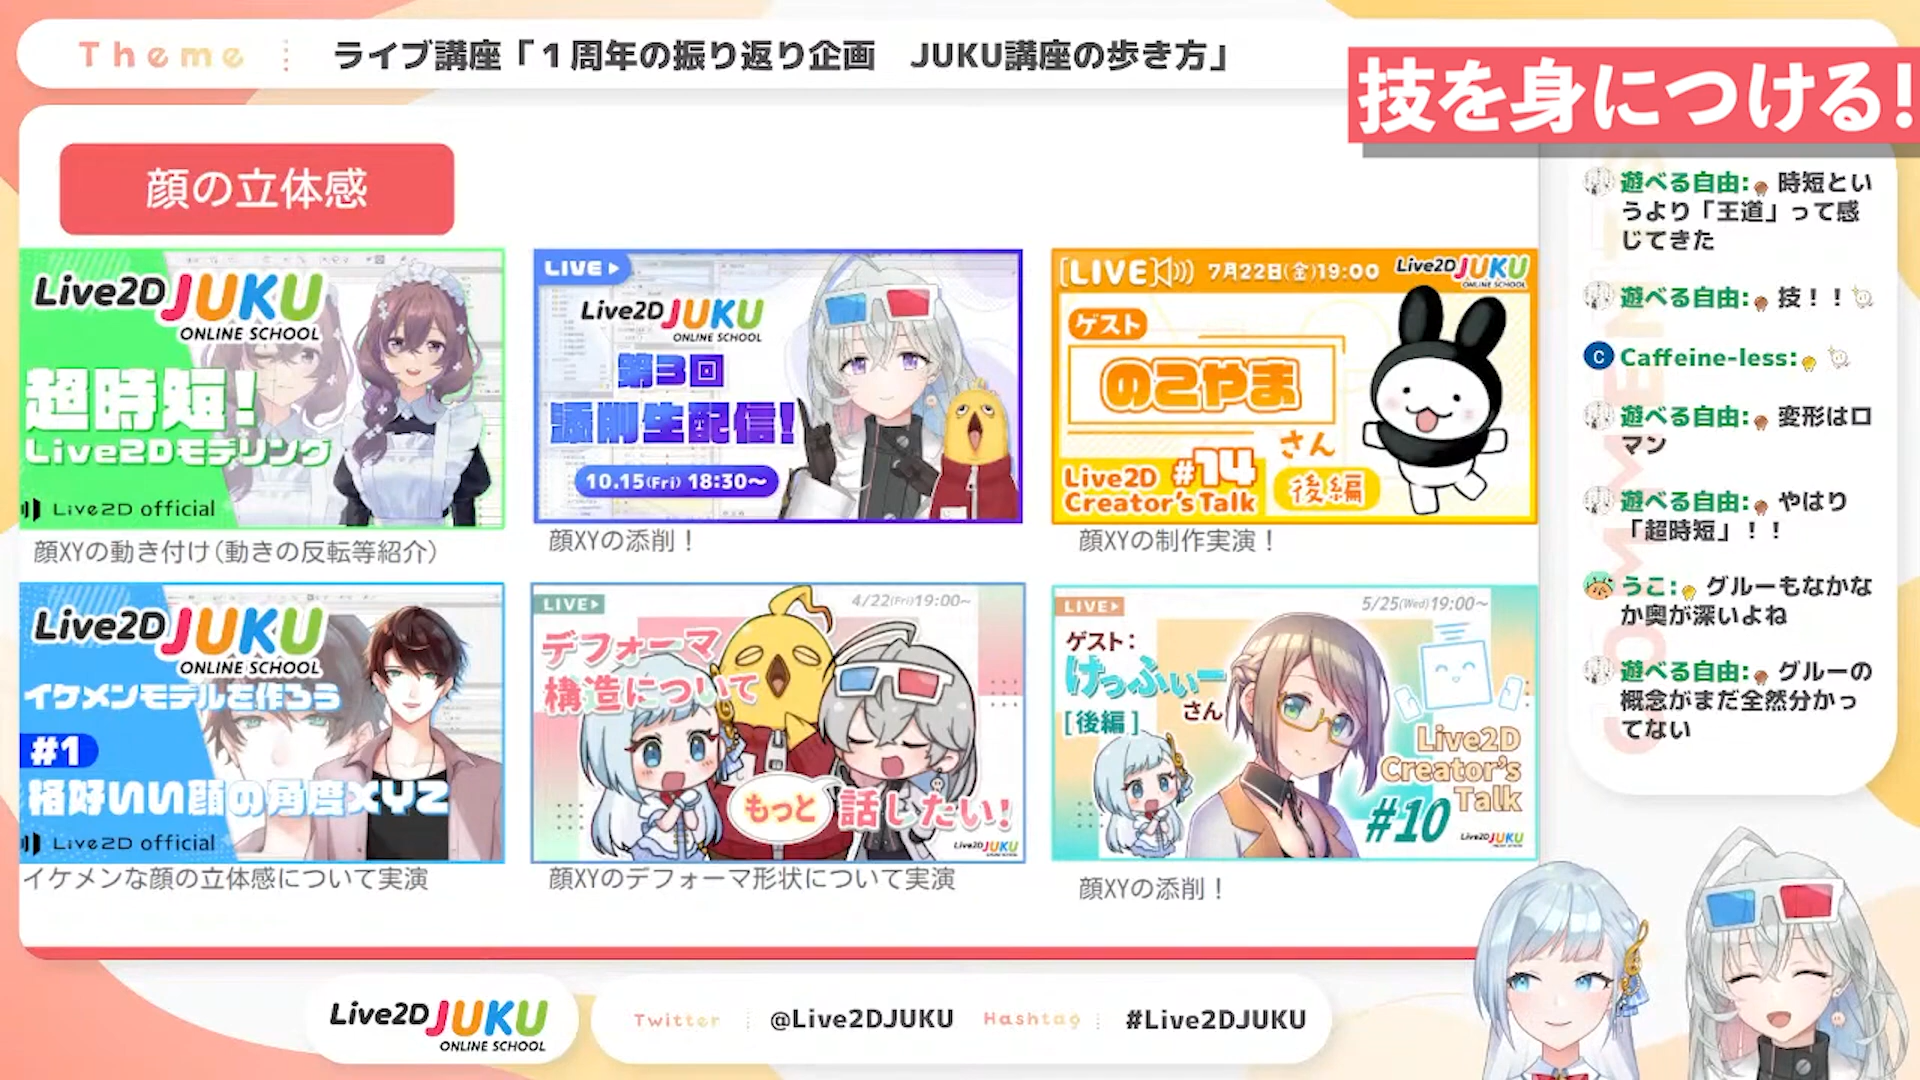 Theme
ライブ講座「１周年の振り返り企画　JUKU講座の歩き方」
技を身につける！
顔の立体感
Live2D JUKU
ONLINE SCHOOL
超時短！
Live2Dモデリング
Live2D official
顔XYの動き付け（動きの反転等紹介）
LIVE
Live2D JUKU
ONLINE SCHOOL
第3回
添削生配信！
10.15(Fri) 18:30～
顔XYの添削！
[LIVE] 7月22日(金)19:00
Live2D JUKU
ONLINE SCHOOL
ゲスト
のこやま
さん
Live2D #14
Creator'sTalk
後編
顔XYの制作実演！
Live2D JUKU
ONLINE SCHOOL
イケメンモデルを作ろう
#1
格好いい顔の角度XYZ
Live2D official
イケメンな顔の立体感について実演
LIVE
4/22(Fri)19:00～
デフォーマ
構造について
もっと話したい！
Live2D JUKU
顔XYのデフォーマ形状について実演
LIVE
5/25(Wed)19:00～
ゲスト：
けっふぃー
さん
[後編]
Live2D
Creator's
Talk
#10
Live2D JUKU
顔XYの添削！
COMMENT
遊べる自由: 時短とい
うより「王道」って感
じてきた
遊べる自由: 技！！
C Caffeine-less:
遊べる自由: 変形はロ
マン
遊べる自由: やはり
「超時短」！！
うこ: グルーもなかな
か奥が深いよね
遊べる自由: グルーの
概念がまだ全然分かっ
てない
Live2D JUKU
ONLINE SCHOOL
Twitter @Live2DJUKU Hashtag #Live2DJUKU